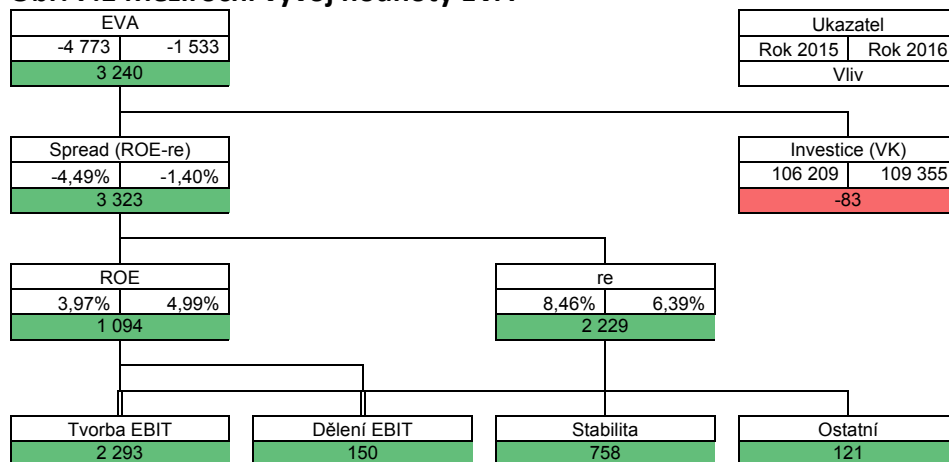 EVA
-4 773 -1 533
3 240
Ukazatel
Rok 2015 Rok 2016
Vliv
Spread (ROE-re)
-4,49% -1,40%
3 323
Investice (VK)
106 209 109 355
-83
ROE
3,97% 4,99%
1 094
re
8,46% 6,39%
2 229
Tvorba EBIT
2 293
Dělení EBIT
150
Stabilita
758
Ostatní
121